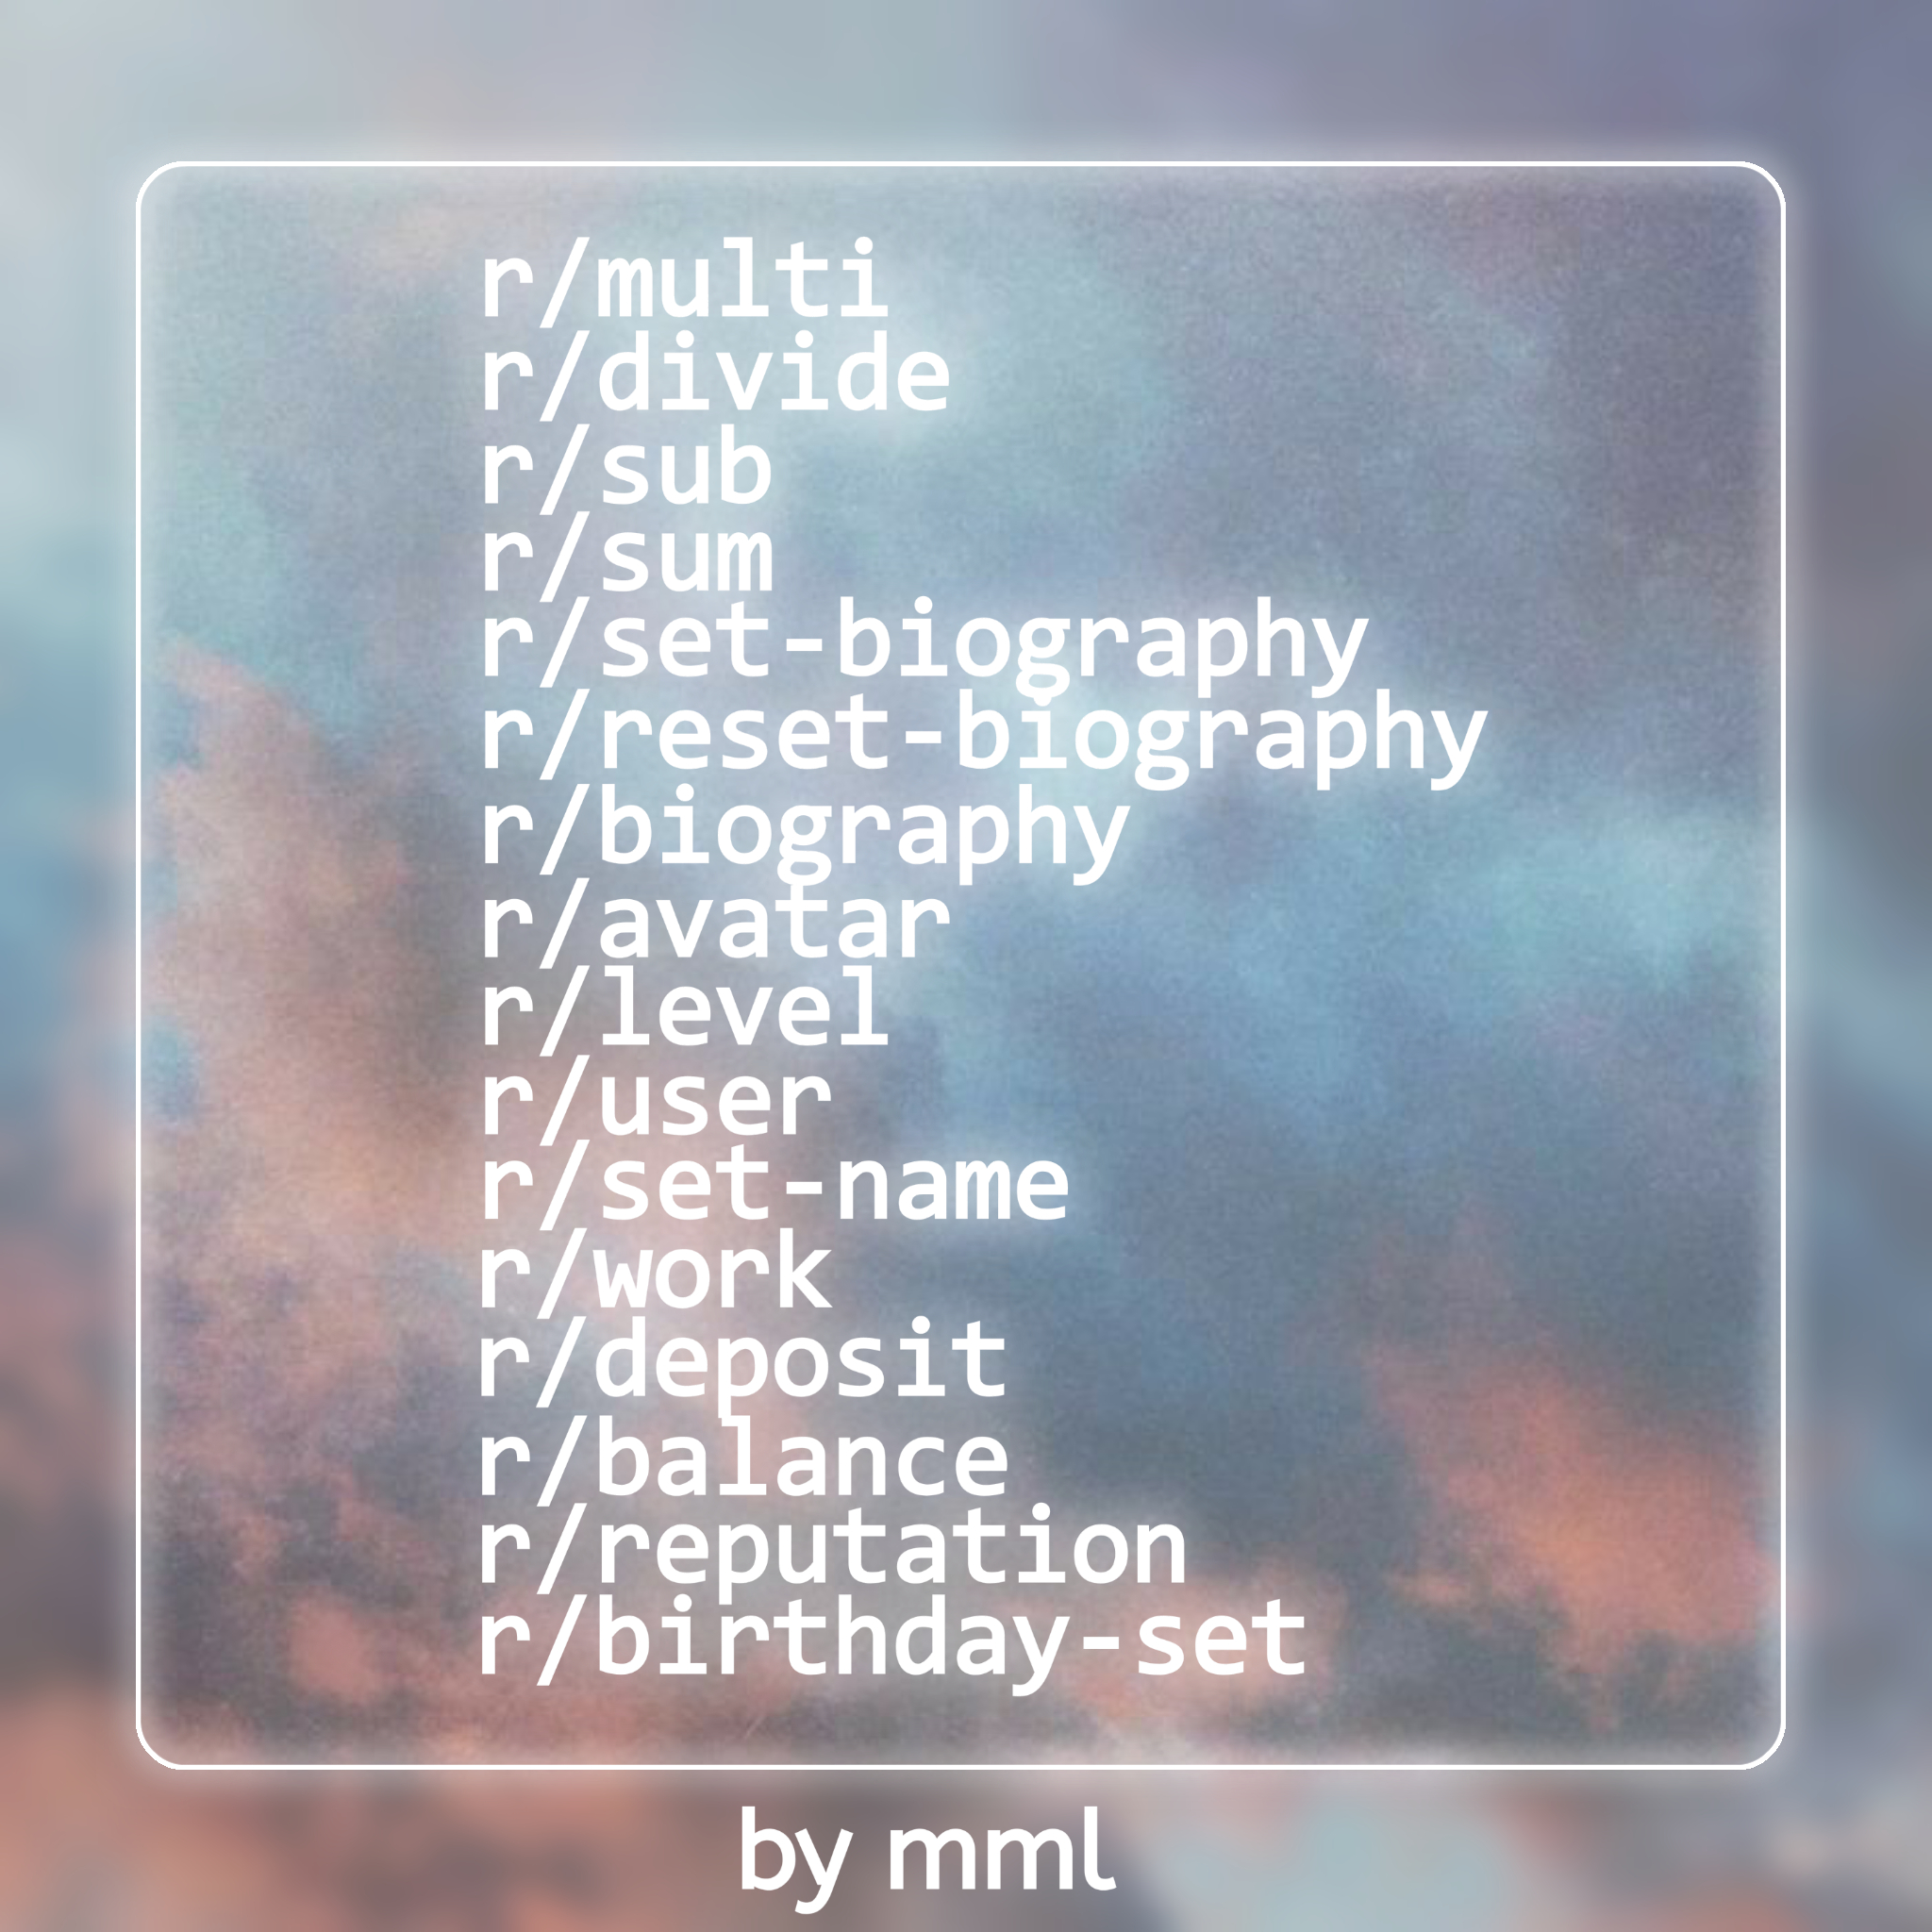 r/multi
r/divide
r/sub
r/sum
r/set-biography
r/reset-biography
r/biography
r/avatar
r/level
r/user
r/set-name
r/work
r/deposit
r/balance
r/reputation
r/birthday-set
by mml